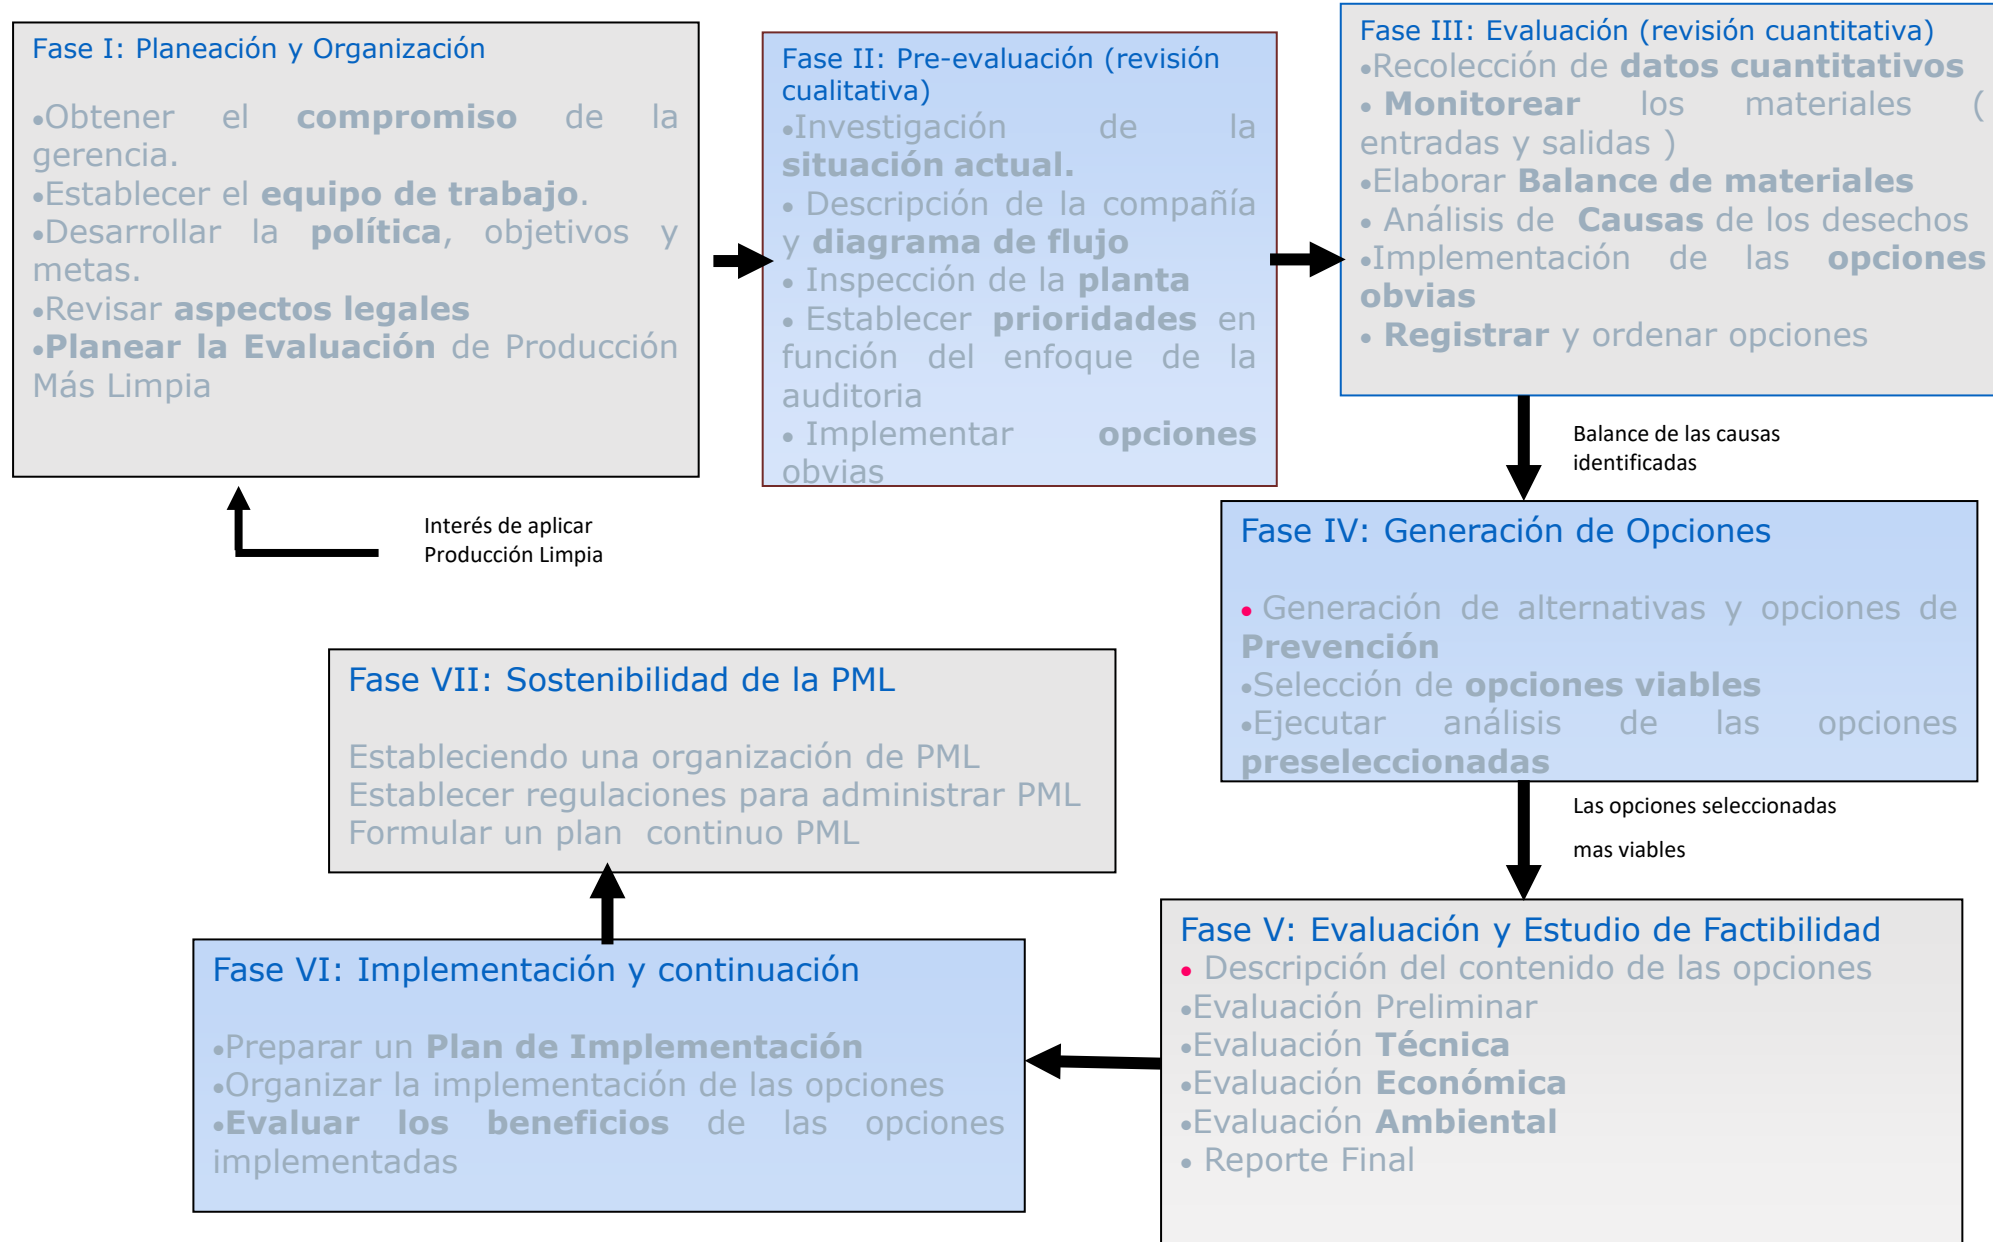 Fase I: Planeación y Organización
•Obtener el compromiso de la
gerencia.
•Establecer el equipo de trabajo.
•Desarrollar la política, objetivos y
metas.
•Revisar aspectos legales
•Planear la Evaluación de Producción
Más Limpia
Interés de aplicar
Producción Limpia
Fase II: Pre-evaluación (revisión
cualitativa)
•Investigación de la
situación actual.
• Descripción de la compañía
y diagrama de flujo
• Inspección de la planta
• Establecer prioridades en
función del enfoque de la
auditoria
• Implementar opciones
obvias
Fase III: Evaluación (revisión cuantitativa)
•Recolección de datos cuantitativos
• Monitorear los materiales (
entradas y salidas )
•Elaborar Balance de materiales
• Análisis de Causas de los desechos
•Implementación de las opciones
obvias
• Registrar y ordenar opciones
Balance de las causas
identificadas
Fase IV: Generación de Opciones
• Generación de alternativas y opciones de
Prevención
•Selección de opciones viables
•Ejecutar análisis de las opciones
preseleccionadas
Las opciones seleccionadas
mas viables
Fase V: Evaluación y Estudio de Factibilidad
• Descripción del contenido de las opciones
•Evaluación Preliminar
•Evaluación Técnica
•Evaluación Económica
•Evaluación Ambiental
• Reporte Final
Fase VI: Implementación y continuación
•Preparar un Plan de Implementación
•Organizar la implementación de las opciones
•Evaluar los beneficios de las opciones
implementadas
Fase VII: Sostenibilidad de la PML
Estableciendo una organización de PML
Establecer regulaciones para administrar PML
Formular un plan continuo PML